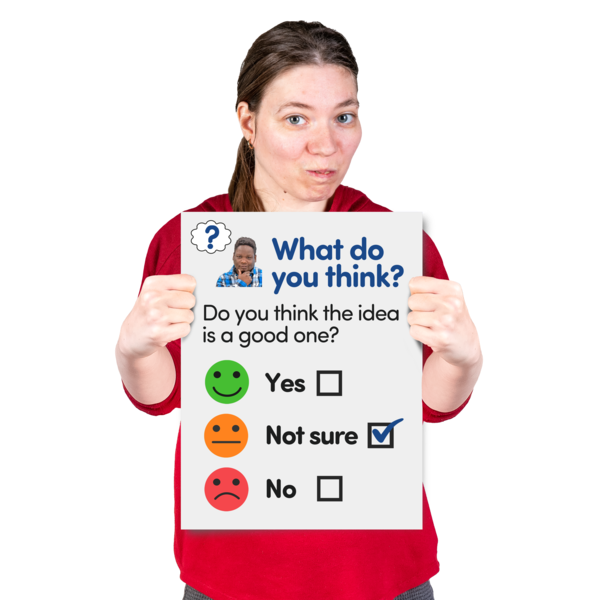 ?
What do
you think?
Do you think the idea
is a good one?
Yes
Not sure
No